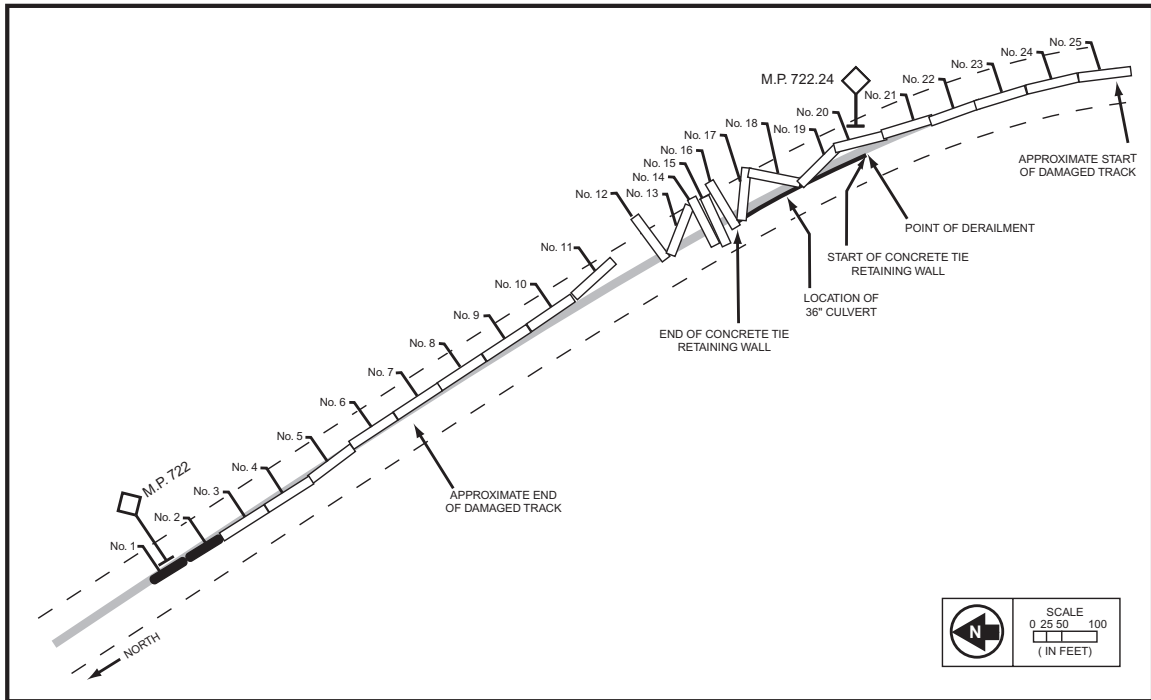 No. 25
No. 24
No. 23
No. 22
No. 21
M.P. 722.24
No. 20
No. 19
No. 18
No. 17
No. 16
No. 15
No. 14
No. 13
No. 12
No. 11
No. 10
No. 9
No. 8
No. 7
No. 6
No. 5
No. 4
No. 3
No. 2
No. 1
M.P. 722
APPROXIMATE START
OF DAMAGED TRACK
POINT OF DERAILMENT
START OF CONCRETE TIE
RETAINING WALL
LOCATION OF
36" CULVERT
END OF CONCRETE TIE
RETAINING WALL
APPROXIMATE END
OF DAMAGED TRACK
NORTH
N
SCALE
0 25 50 100
( IN FEET)